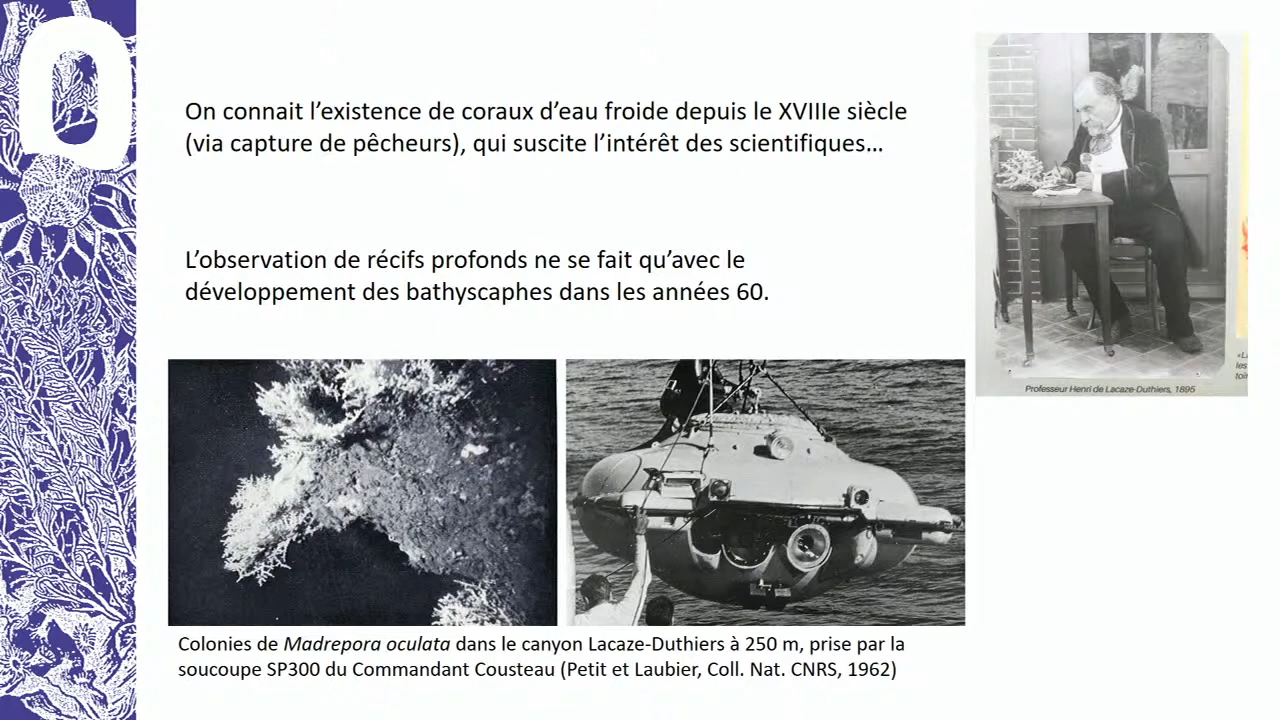 On connait l’existence de coraux d’eau froide depuis le XVIIIe siècle
(via capture de pêcheurs), qui suscite l’intérêt des scientifiques…
L’observation de récifs profonds ne se fait qu’avec le
développement des bathyscaphes dans les années 60.
Professeur Henri de Lacaze-Duthiers, 1895
«L
les
toi
Colonies de Madrepora oculata dans le canyon Lacaze-Duthiers à 250 m, prise par la
soucoupe SP300 du Commandant Cousteau (Petit et Laubier, Coll. Nat. CNRS, 1962)